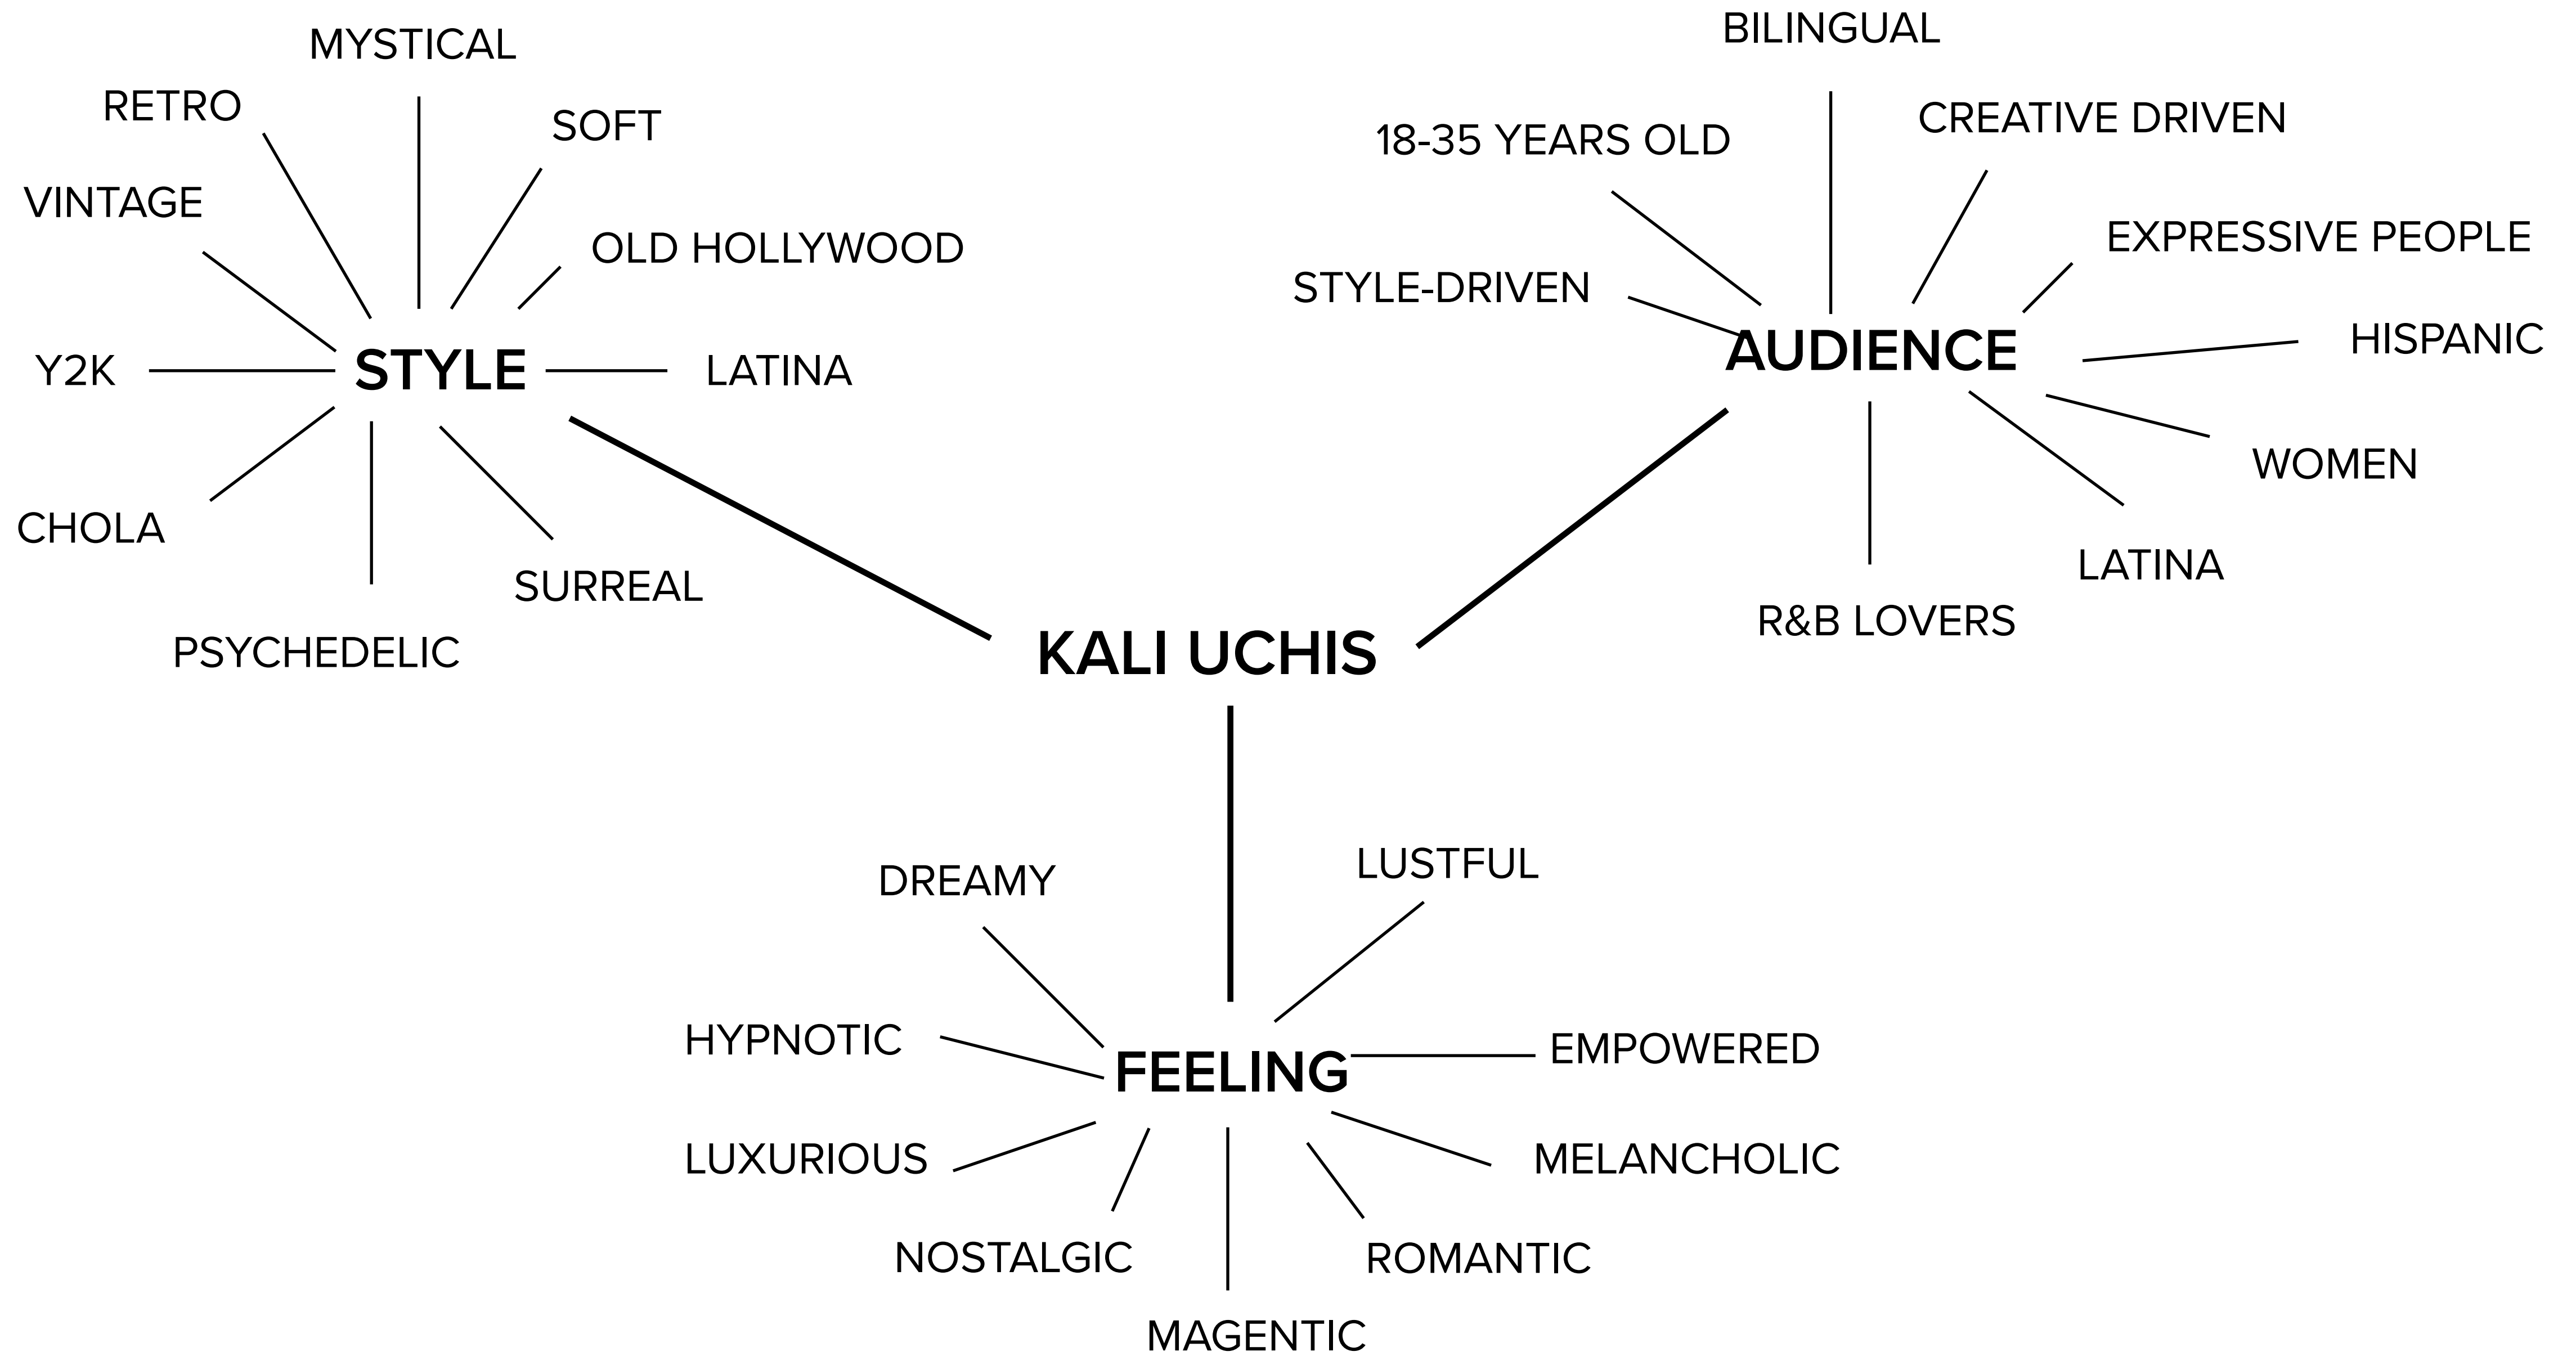 MYSTICAL
RETRO
SOFT
VINTAGE
OLD HOLLYWOOD
Y2K
STYLE
LATINA
CHOLA
SURREAL
PSYCHEDELIC
BILINGUAL
18-35 YEARS OLD
CREATIVE DRIVEN
EXPRESSIVE PEOPLE
STYLE-DRIVEN
AUDIENCE
HISPANIC
WOMEN
LATINA
R&B LOVERS
KALI UCHIS
DREAMY
LUSTFUL
HYPNOTIC
FEELING
EMPOWERED
LUXURIOUS
MELANCHOLIC
NOSTALGIC
ROMANTIC
MAGENTIC